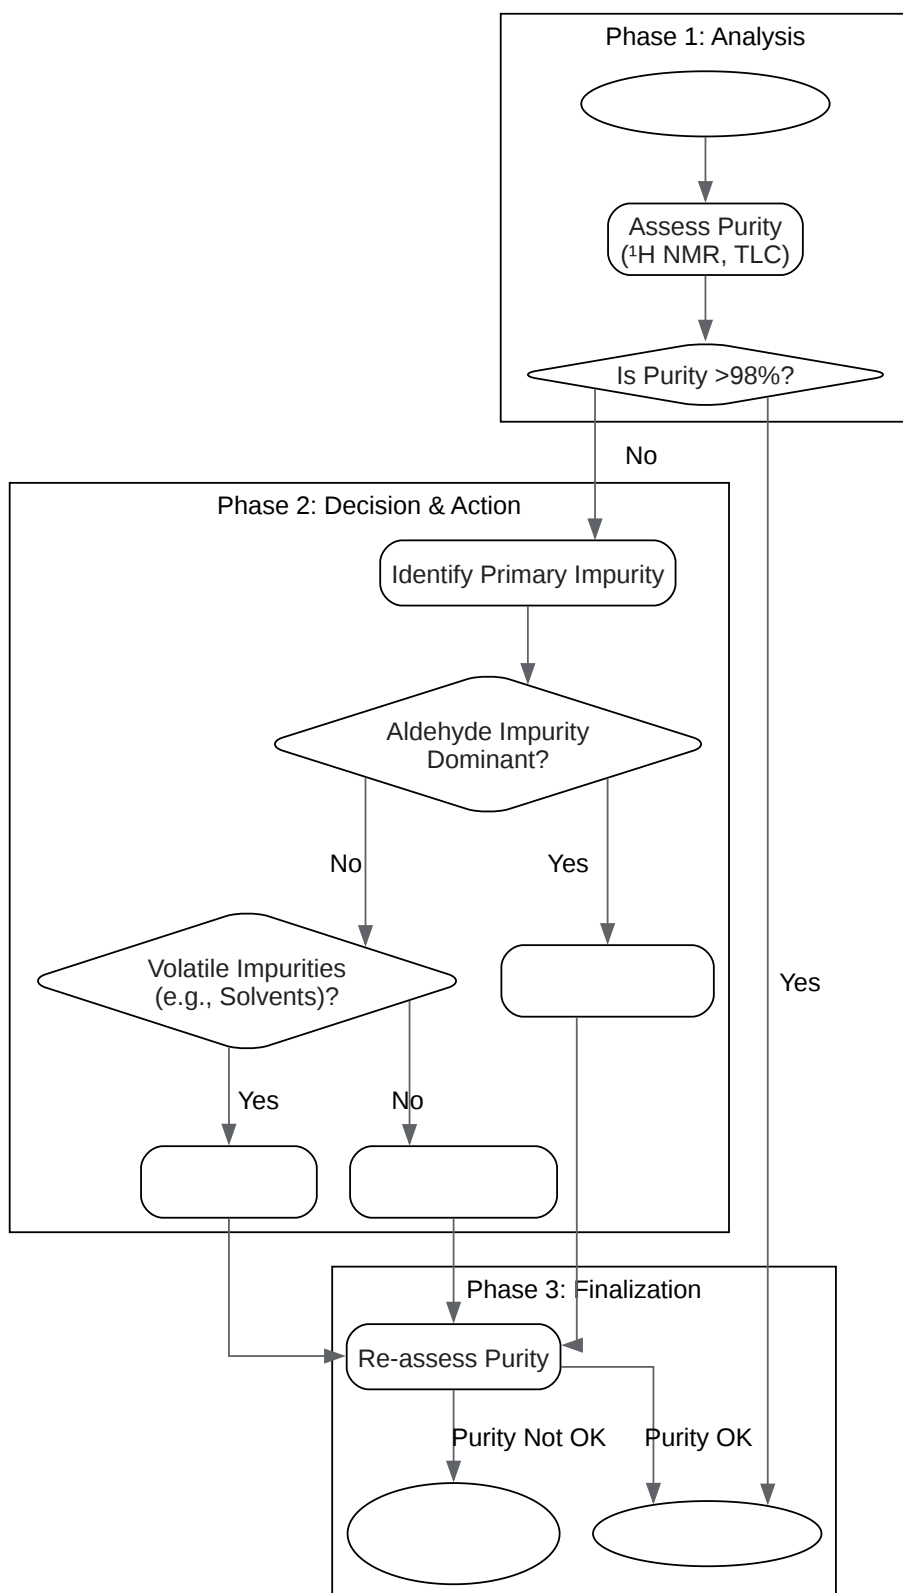 Phase 1: Analysis
Assess Purity
(¹H NMR, TLC)
Is Purity >98%?
No
Phase 2: Decision & Action
Identify Primary Impurity
Aldehyde Impurity
Dominant?
No
Yes
Volatile Impurities
(e.g., Solvents)?
Yes
Yes
No
Phase 3: Finalization
Re-assess Purity
Purity Not OK
Purity OK